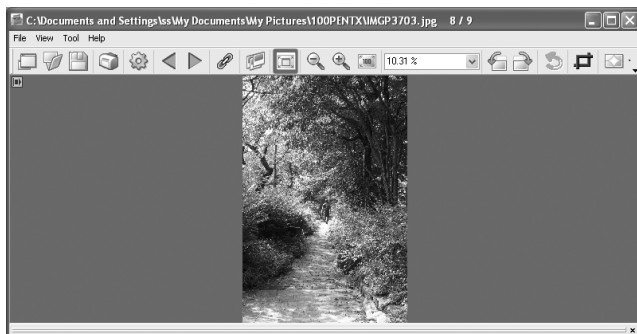 C:\Documents and Settings\ss\My Documents\My Pictures\100PENTX\IMGP3703.jpg 8 / 9
File View Tool Help
100 10.31 %